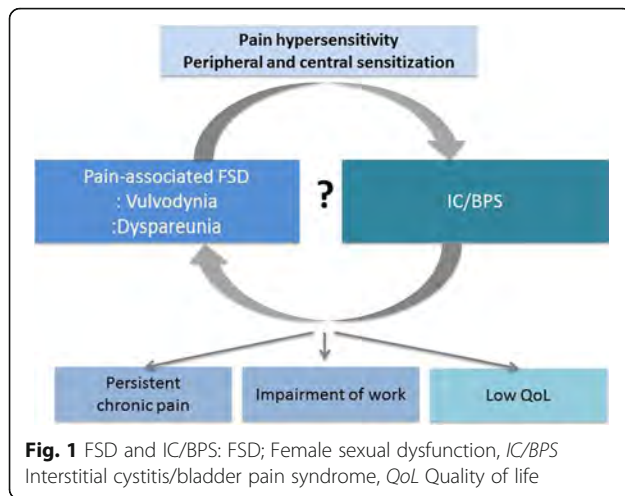 Pain hypersensitivity
Peripheral and central sensitization
Pain-associated FSD
: Vulvodynia
:Dyspareunia
?
IC/BPS
Persistent
chronic pain
Impairment of work
Low QoL
Fig. 1 FSD and IC/BPS: FSD; Female sexual dysfunction, IC/BPS
Interstitial cystitis/bladder pain syndrome, QoL Quality of life